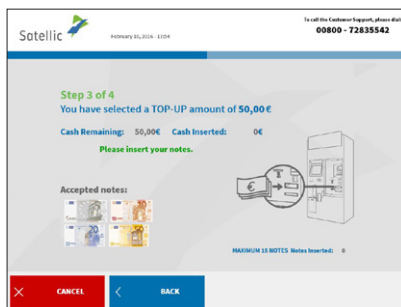 To call the Customer Support, please dial:
00800 - 72835542
Satellic
February 10, 2016 - 17:54
Step 3 of 4
You have selected a TOP-UP amount of 50,00 €
Cash Remaining: 50,00€ Cash Inserted: 0€
Please insert your notes.
Accepted notes:
MAXIMUM 15 NOTES Notes Inserted: 0
CANCEL
BACK